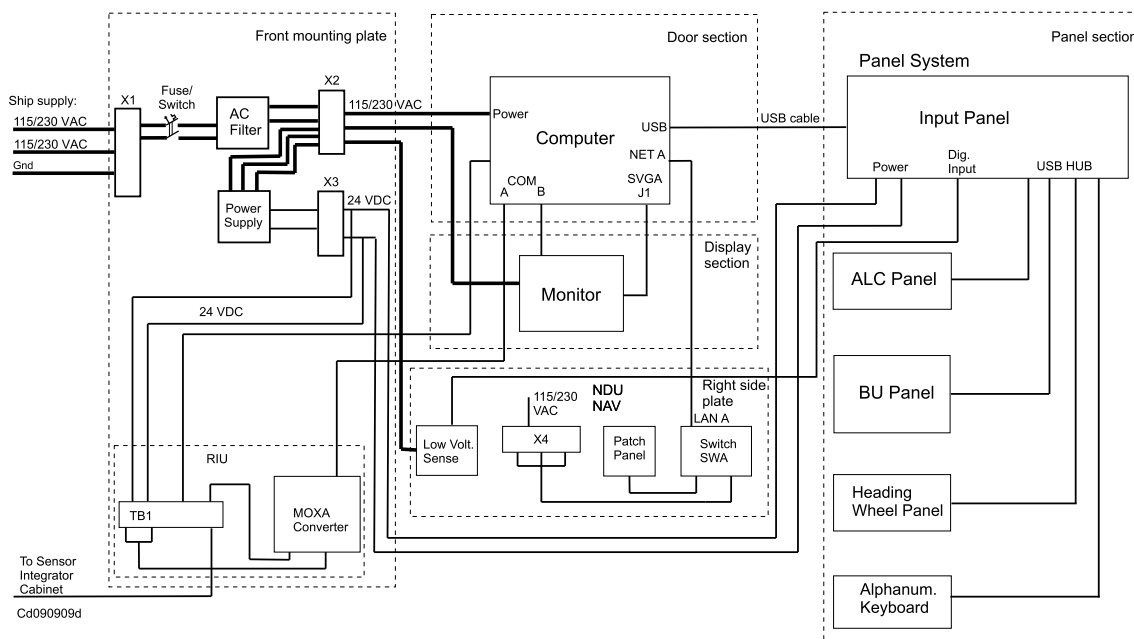 Front mounting plate
Door section
Panel section
Panel System
Ship supply:
115/230 VAC
115/230 VAC
Gnd
X1
Fuse/
Switch
AC
Filter
X2
115/230 VAC
Power
Computer
USB
NET A
SVGA
J1
COM
A
B
USB cable
Input Panel
Power
Dig.
Input
USB HUB
Power
Supply
X3
24 VDC
24 VDC
Display
section
Monitor
ALC Panel
BU Panel
Heading
Wheel Panel
Alphanum.
Keyboard
Right side
plate
NDU
NAV
115/230
VAC
LAN A
Low Volt.
Sense
X4
Patch
Panel
Switch
SWA
RIU
TB1
MOXA
Converter
To Sensor
Integrator
Cabinet
Cd090909d